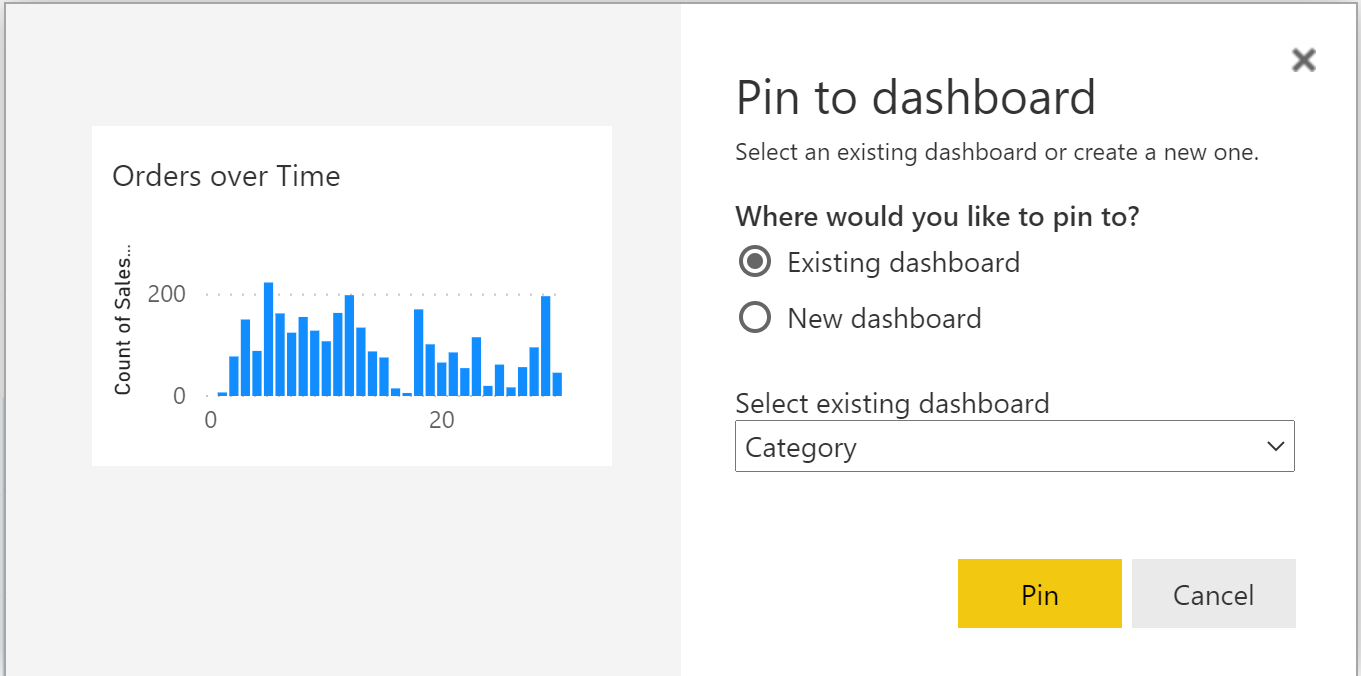 Orders over Time
Count of Sales...
200
0
0
20
Pin to dashboard
Select an existing dashboard or create a new one.
Where would you like to pin to?
Existing dashboard
New dashboard
Select existing dashboard
Category
Pin
Cancel